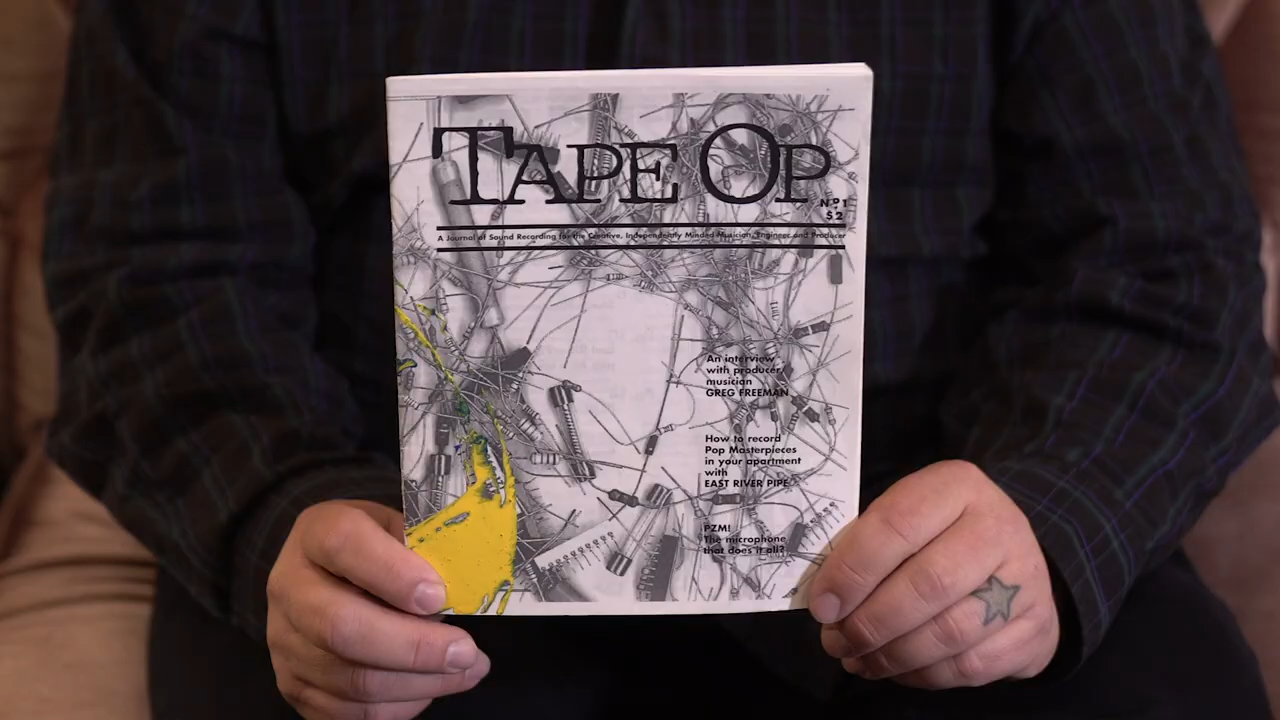 TAPE OP
Nº1
$2
A Journal of Sound Recording for the Creative, Independently Minded Musician, Engineer and Producer
An interview
with producer/
musician
GREG FREEMAN
How to record
Pop Masterpieces
in your apartment
with
EAST RIVER PIPE
PZM!
The microphone
that does it all?